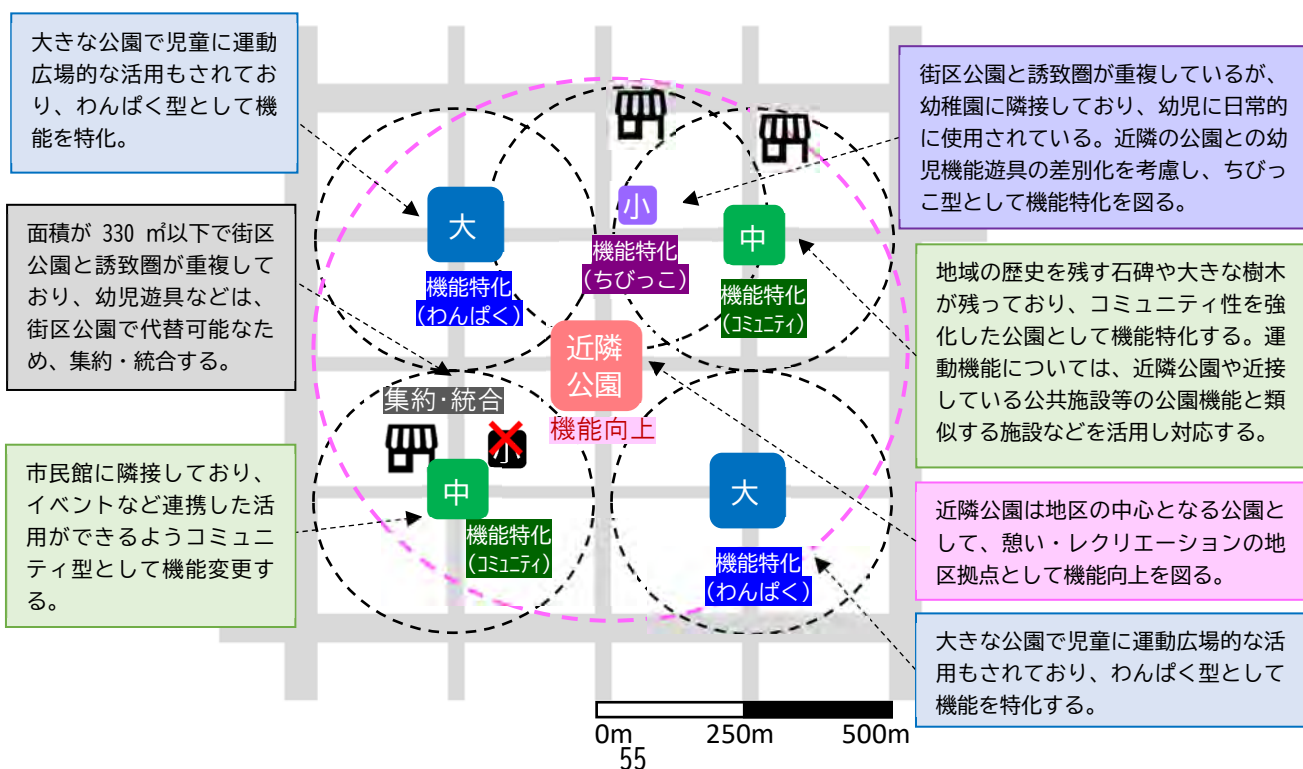 大きな公園で児童に運動
広場的な活用もされてお
り、わんぱく型として機
能を特化。
面積が 330 ㎡以下で街区
公園と誘致圏が重複して
おり、幼児遊具などは、
街区公園で代替可能なた
め、集約・統合する。
市民館に隣接しており、
イベントなど連携した活
用ができるようコミュニ
ティ型として機能変更す
る。
大
機能特化
(わんぱく)
小
機能特化
(ちびっこ)
中
機能特化
(コミュニティ)
近隣
公園
機能向上
集約・統合
小
中
機能特化
(コミュニティ)
大
機能特化
(わんぱく)
街区公園と誘致圏が重複しているが、
幼稚園に隣接しており、幼児に日常的
に使用されている。近隣の公園との幼
児機能遊具の差別化を考慮し、ちびっ
こ型として機能特化を図る。
地域の歴史を残す石碑や大きな樹木
が残っており、コミュニティ性を強
化した公園として機能特化する。運
動機能については、近隣公園や近接
している公共施設等の公園機能と類
似する施設などを活用し対応する。
近隣公園は地区の中心となる公園と
して、憩い・レクリエーションの地
区拠点として機能向上を図る。
大きな公園で児童に運動広場的な活
用もされており、わんぱく型として
機能を特化する。
0m 250m 500m
55